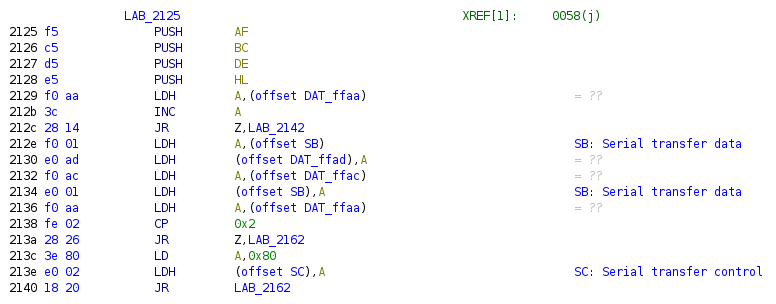 LAB_2125 XREF[1]: 0058(j)
2125 f5 PUSH AF
2126 c5 PUSH BC
2127 d5 PUSH DE
2128 e5 PUSH HL
2129 f0 aa LDH A,(offset DAT_ffaa) = ??
212b 3c INC A
212c 28 14 JR Z,LAB_2142
212e f0 01 LDH A,(offset SB) SB: Serial transfer data
2130 e0 ad LDH (offset DAT_ffad),A = ??
2132 f0 ac LDH A,(offset DAT_ffac) = ??
2134 e0 01 LDH (offset SB),A SB: Serial transfer data
2136 f0 aa LDH A,(offset DAT_ffaa) = ??
2138 fe 02 CP 0x2
213a 28 26 JR Z,LAB_2162
213c 3e 80 LD A,0x80
213e e0 02 LDH (offset SC),A SC: Serial transfer control
2140 18 20 JR LAB_2162